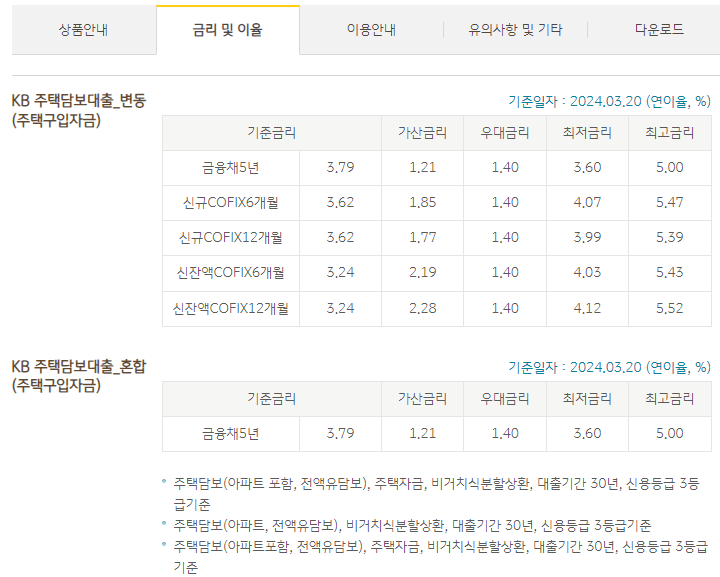 상품안내 금리 및 이율 이용안내 유의사항 및 기타 다운로드
KB 주택담보대출_변동
(주택구입자금)
기준일자 : 2024.03.20 (연이율, %)
기준금리 가산금리 우대금리 최저금리 최고금리
금융채5년 3.79 1.21 1.40 3.60 5.00
신규COFIX6개월 3.62 1.85 1.40 4.07 5.47
신규COFIX12개월 3.62 1.77 1.40 3.99 5.39
신잔액COFIX6개월 3.24 2.19 1.40 4.03 5.43
신잔액COFIX12개월 3.24 2.28 1.40 4.12 5.52
KB 주택담보대출_혼합
(주택구입자금)
기준일자 : 2024.03.20 (연이율, %)
기준금리 가산금리 우대금리 최저금리 최고금리
금융채5년 3.79 1.21 1.40 3.60 5.00
주택담보(아파트 포함, 전액유담보), 주택자금, 비거치식분할상환, 대출기간 30년, 신용등급 3등
급기준
주택담보(아파트, 전액유담보), 비거치식분할상환, 대출기간 30년, 신용등급 3등급기준
주택담보(아파트포함, 전액유담보), 주택자금, 비거치식분할상환, 대출기간 30년, 신용등급 3등급
기준